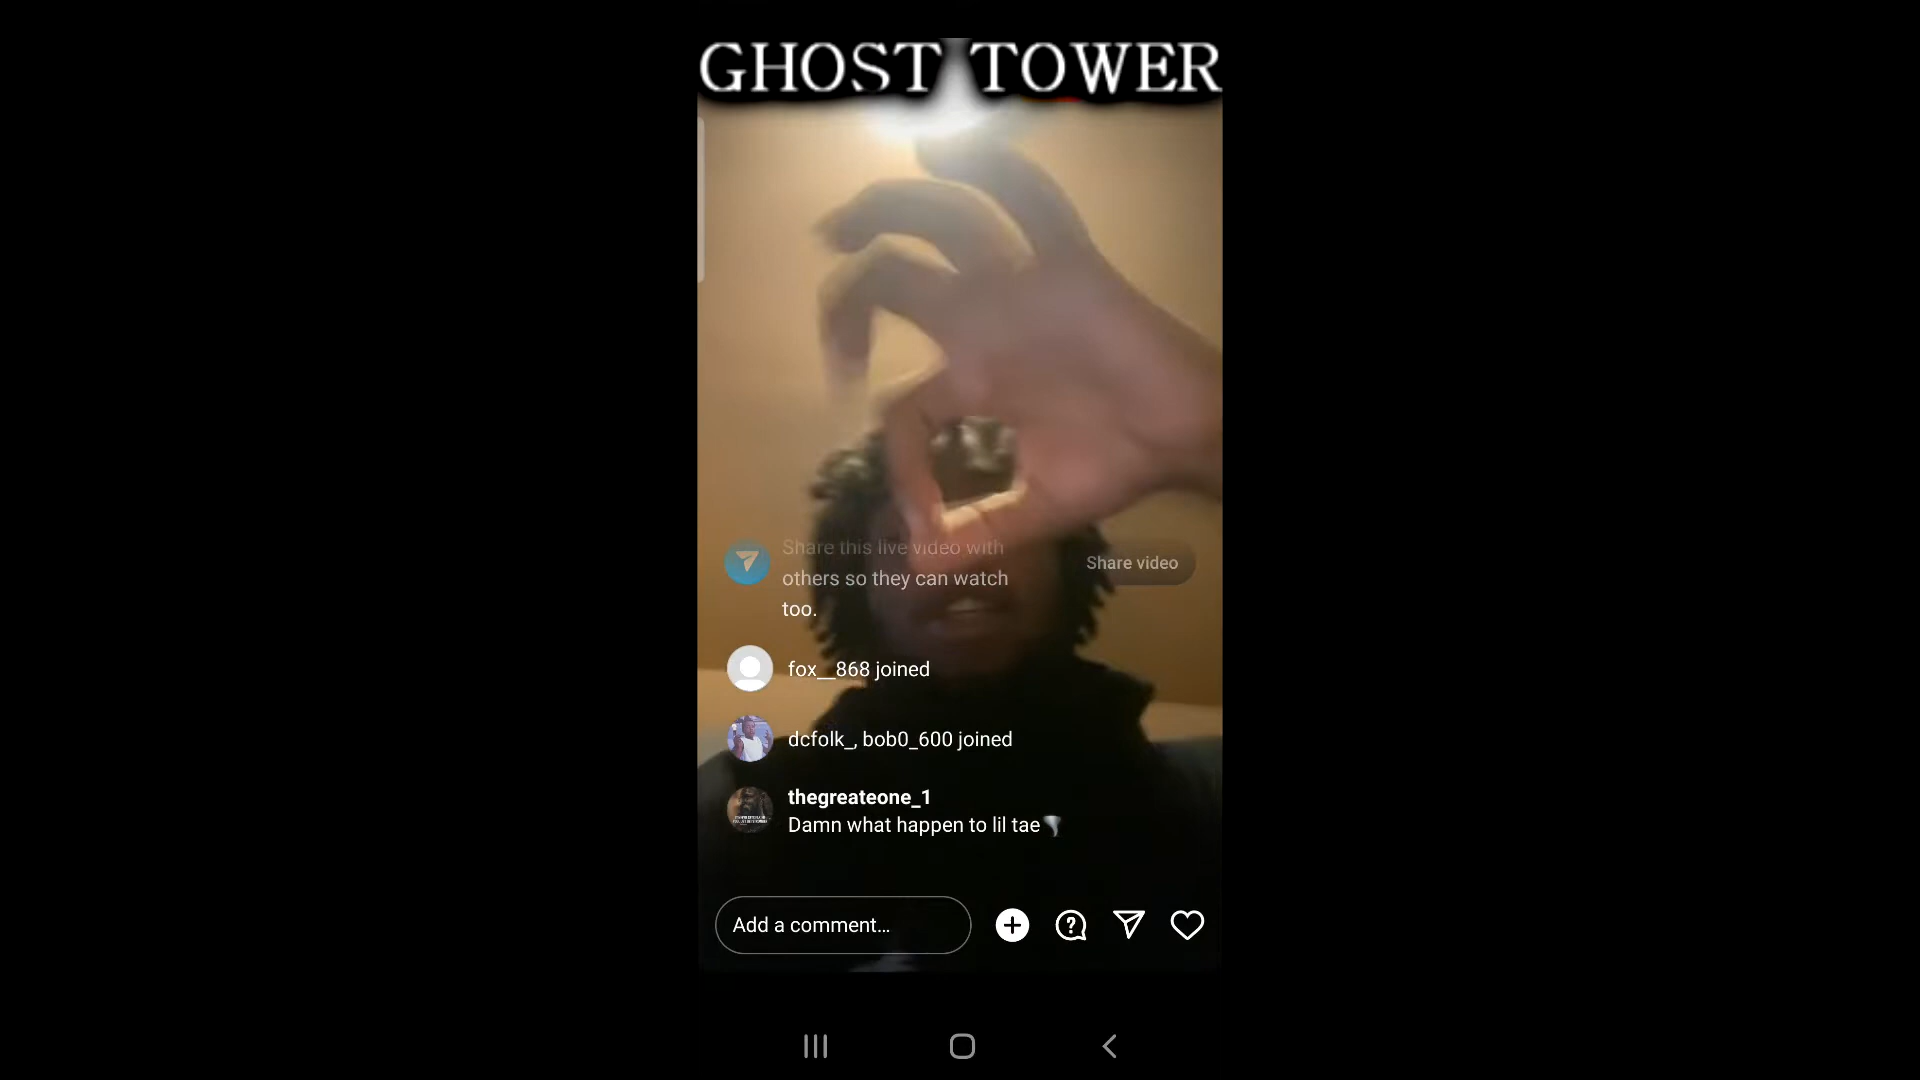 GHOST TOWER
Share this live video with
others so they can watch
too.
Share video
fox__868 joined
dcfolk_, bob0_600 joined
thegreateone_1
Damn what happen to lil tae🌪️
Add a comment...